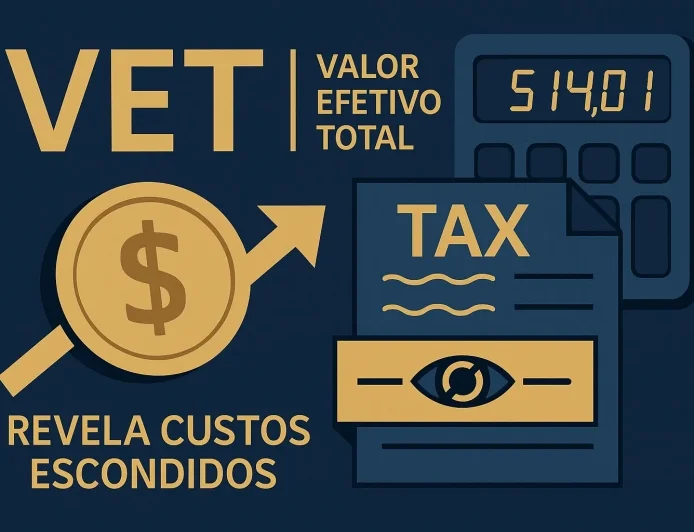 VET
VALOR
EFETIVO
TOTAL
514,01
TAX
$
REVELA CUSTOS
ESCONDIDOS